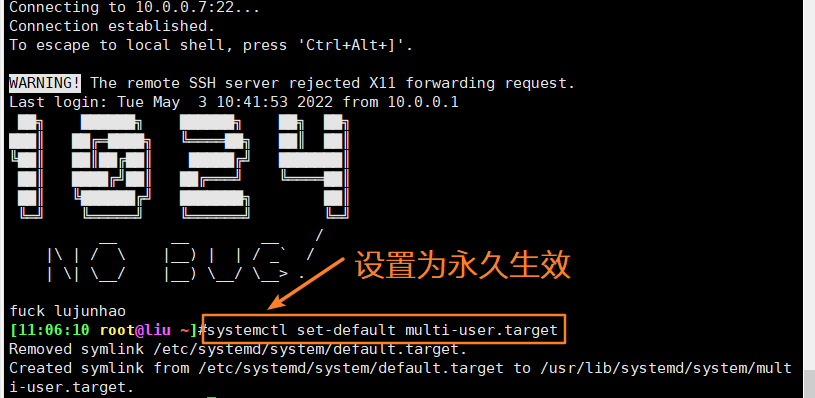 Connecting to 10.0.0.7:22...
Connection established.
To escape to local shell, press 'Ctrl+Alt+]'.
WARNING! The remote SSH server rejected X11 forwarding request.
Last login: Tue May  3 10:41:53 2022 from 10.0.0.1
1024
NO BUG .
设置为永久生效
fuck lujunhao
[11:06:10 root@liu ~]#systemctl set-default multi-user.target
Removed symlink /etc/systemd/system/default.target.
Created symlink from /etc/systemd/system/default.target to /usr/lib/systemd/system/mult
i-user.target.